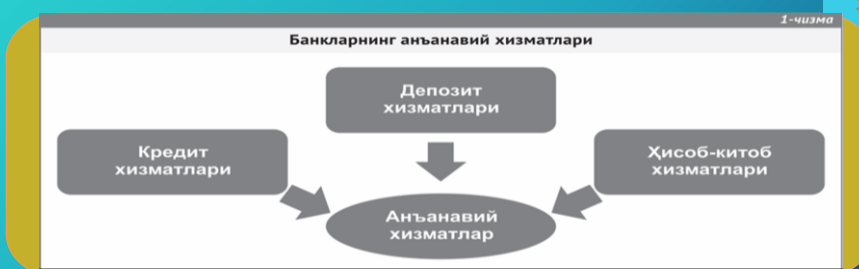 1-чизма
Банкларнинг анъанавий хизматлари
Депозит
хизматлари
Кредит
хизматлари
Ҳисоб-китоб
хизматлари
Анъанавий
хизматлар